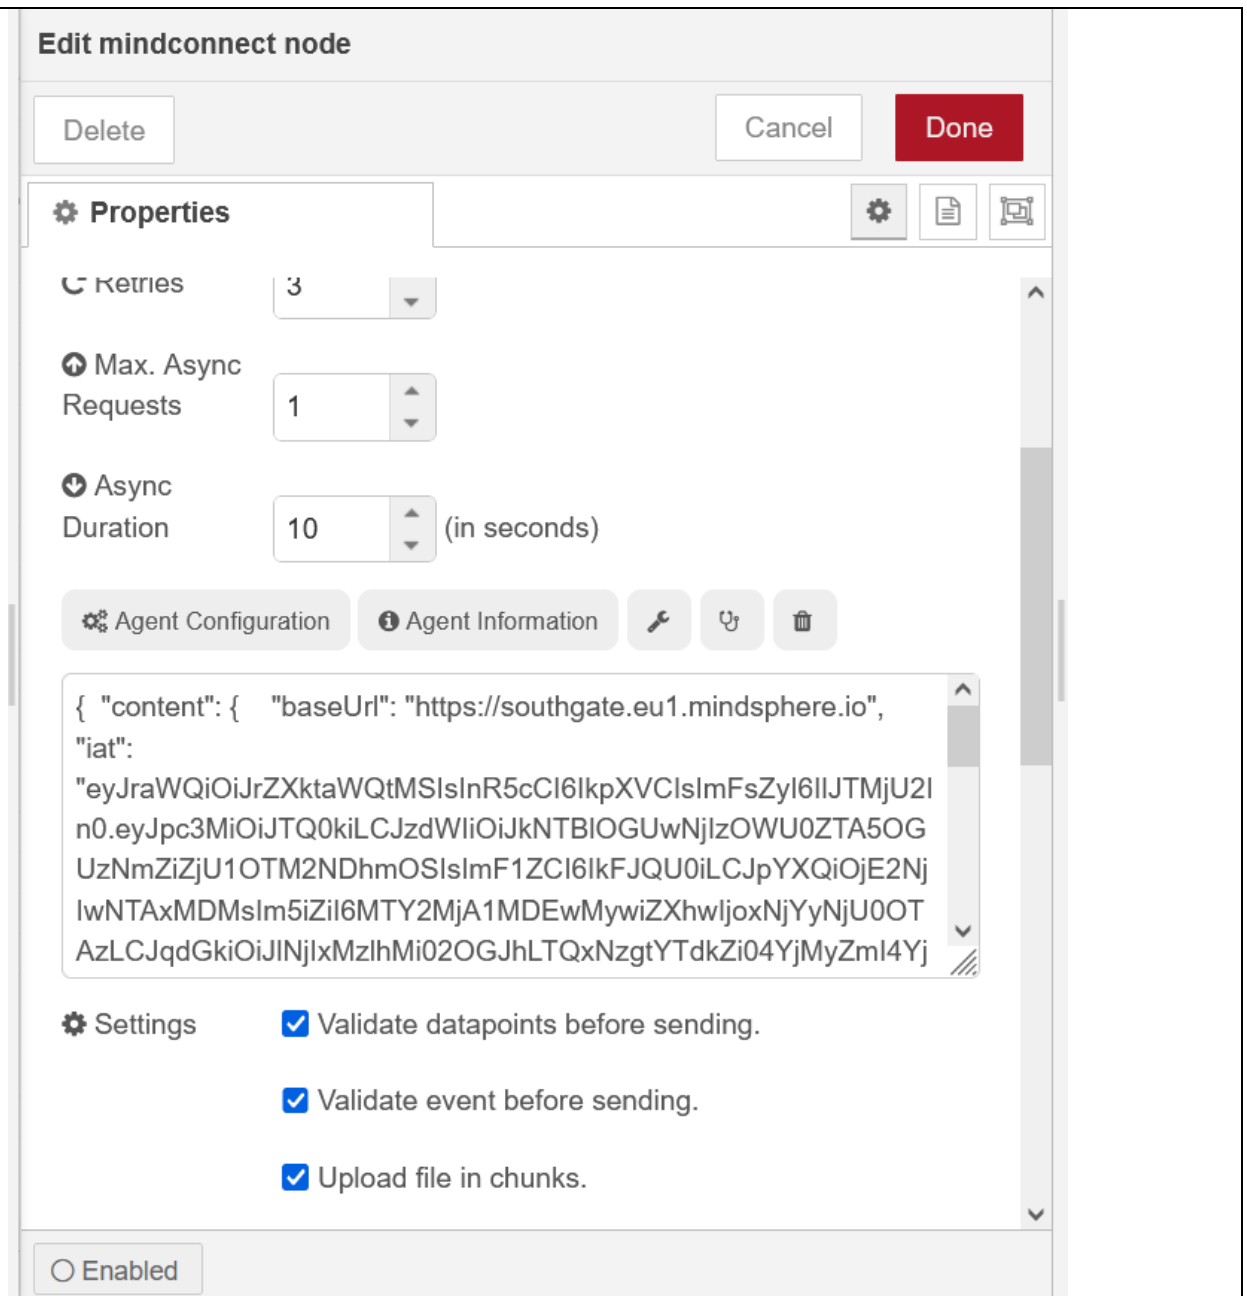 Edit mindconnect node
Delete
Cancel
Done
Properties
Retries
3
Max. Async
Requests
1
Async
Duration
10
(in seconds)
Agent Configuration
Agent Information
{  "content": {    "baseUrl": "https://southgate.eu1.mindsphere.io",
"iat":
"eyJraWQiOiJrZXktaWQtMSIsInR5cCI6IkpXVCIsImFsZyI6IlJTMjU2I
n0.eyJpc3MiOiJTQ0kiLCJzdWIiOiJkNTBlOGUwNjIzOWU0ZTA5OG
UzNmZiZjU1OTM2NDhmOSIsImF1ZCI6IkFJQU0iLCJpYXQiOjE2Nj
IwNTAxMDMsIm5iZiI6MTY2MjA1MDEwMywiZXhwIjoxNjYyNjU0OT
AzLCJqdGkiOiJlNjIxMzlhMi02OGJhLTQxNzgtYTdkZi04YjMyZmI4Yj
Settings
Validate datapoints before sending.
Validate event before sending.
Upload file in chunks.
Enabled